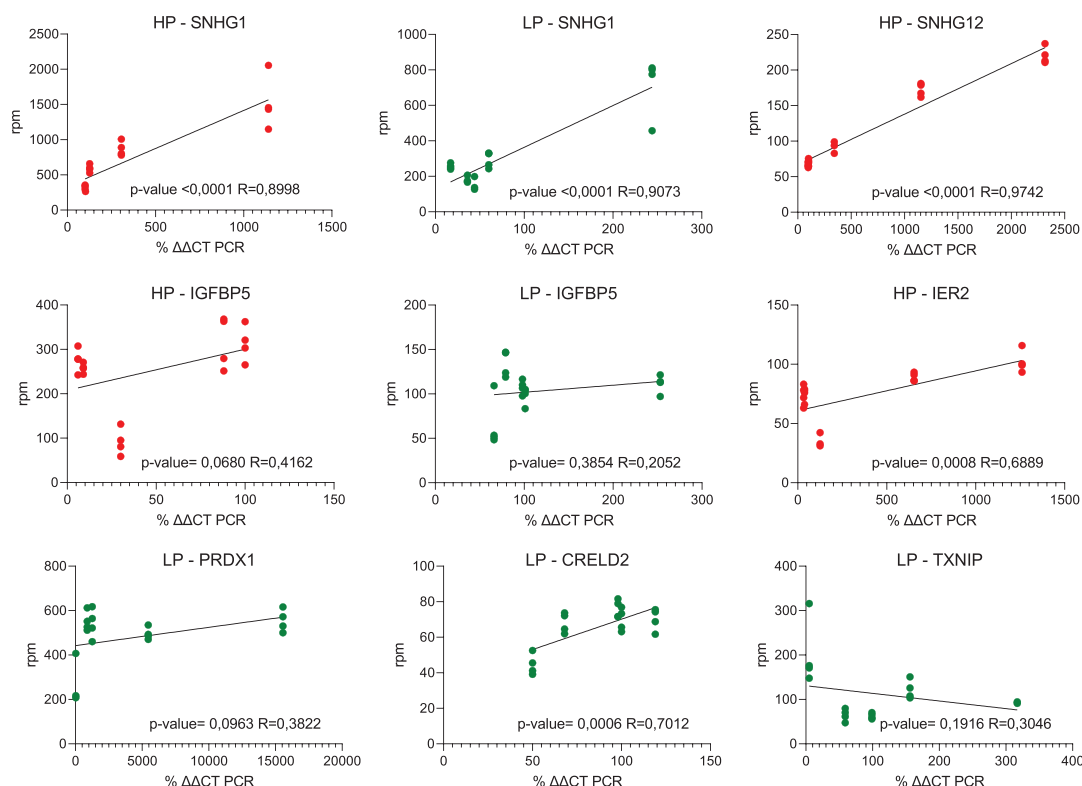 HP - SNHG1
2500
2000
1500
1000
500
0
rpm
p-value <0,0001 R=0,8998
0 500 1000 1500
% ΔΔCT PCR
LP - SNHG1
1000
800
600
400
200
0
rpm
p-value <0,0001 R=0,9073
0 100 200 300
% ΔΔCT PCR
HP - SNHG12
250
200
150
100
50
0
rpm
p-value <0,0001 R=0,9742
0 500 1000 1500 2000 2500
% ΔΔCT PCR
HP - IGFBP5
400
300
200
100
0
rpm
p-value= 0,0680 R=0,4162
0 50 100 150
% ΔΔCT PCR
LP - IGFBP5
200
150
100
50
0
rpm
p-value= 0,3854 R=0,2052
0 100 200 300
% ΔΔCT PCR
HP - IER2
150
100
50
0
rpm
p-value= 0,0008 R=0,6889
0 500 1000 1500
% ΔΔCT PCR
LP - PRDX1
800
600
400
200
0
rpm
p-value= 0,0963 R=0,3822
0 5000 10000 15000 20000
% ΔΔCT PCR
LP - CRELD2
100
80
60
40
20
0
rpm
p-value= 0,0006 R=0,7012
0 50 100 150
% ΔΔCT PCR
LP - TXNIP
400
300
200
100
0
rpm
p-value= 0,1916 R=0,3046
0 100 200 300 400
% ΔΔCT PCR